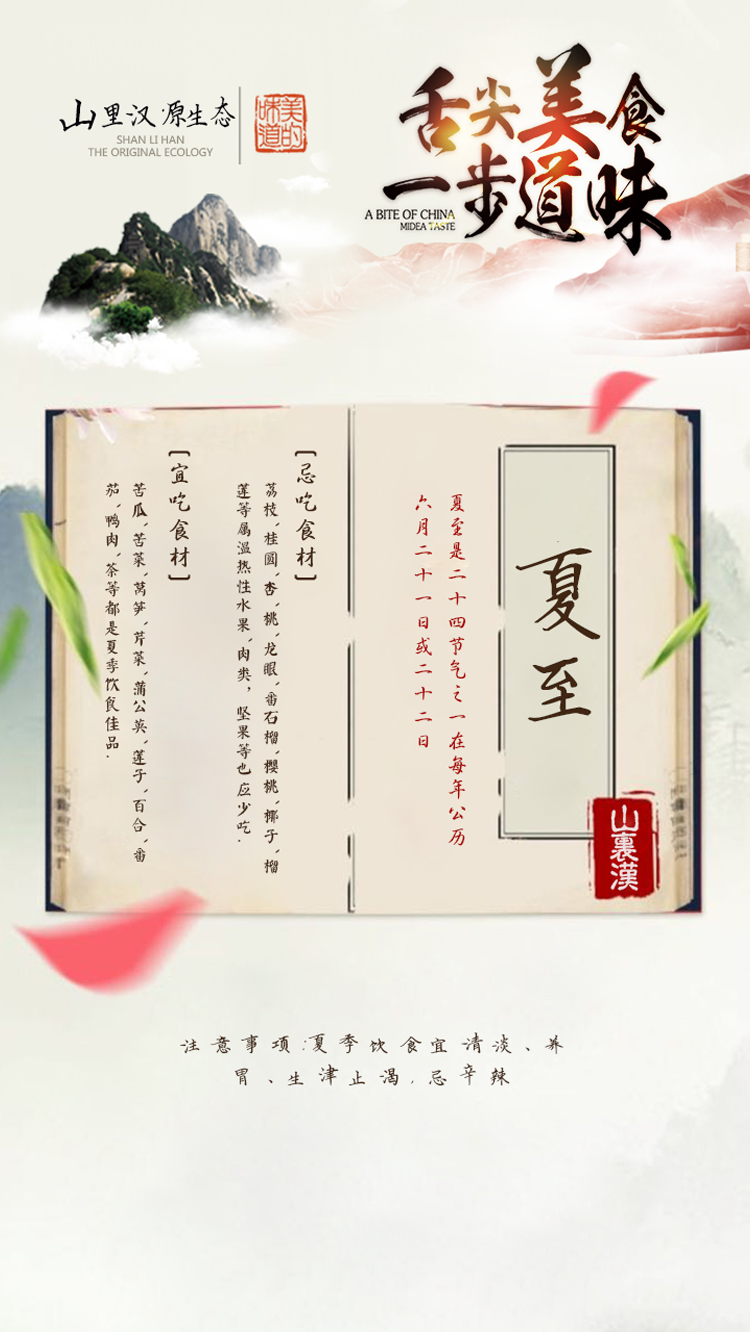 山里汉·原生态
SHAN LI HAN
THE ORIGINAL ECOLOGY
美的
味道
舌尖美食
一步道味
A BITE OF CHINA
MIDEA TASTE
夏至
山裏漢
夏至是二十四节气之一在每年公历
六月二十一日或二十二日
[忌吃食材]
荔枝,桂圆,杏,桃,龙眼,番石榴,樱桃,椰子,榴
莲等属温热性水果,肉类,坚果等也应少吃.
[宜吃食材]
苦瓜,苦菜,莴笋,芹菜,蒲公英,莲子,百合,番
茄,鸭肉,茶等都是夏季饮食佳品.
注意事项:夏季饮食宜清淡、养
胃、生津止渴,忌辛辣